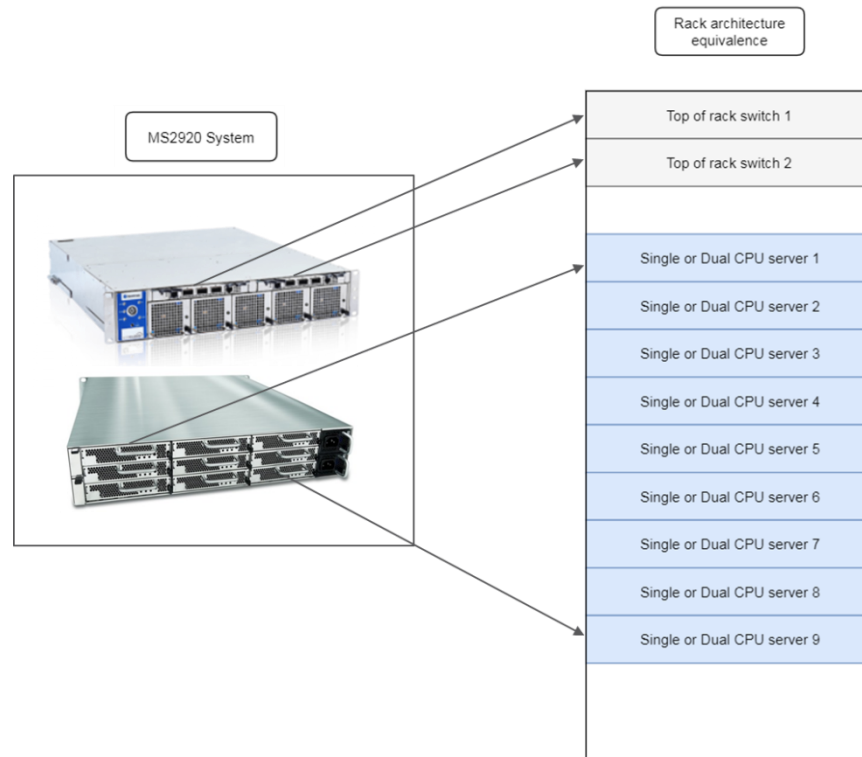 Rack architecture
equivalence
MS2920 System
Top of rack switch 1
Top of rack switch 2
Single or Dual CPU server 1
Single or Dual CPU server 2
Single or Dual CPU server 3
Single or Dual CPU server 4
Single or Dual CPU server 5
Single or Dual CPU server 6
Single or Dual CPU server 7
Single or Dual CPU server 8
Single or Dual CPU server 9